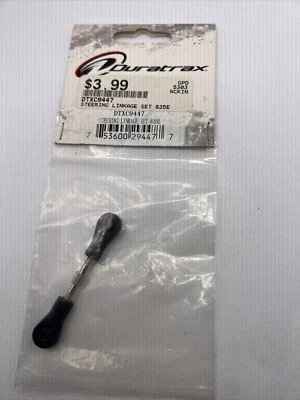 Duratrax
$3.99
GPD
5303
NCKIN
DTXC9447
STEERING LINKAGE SET 835E
DTXC9447
STEERING LINKAGE SET 835E
7 53600 29447 7